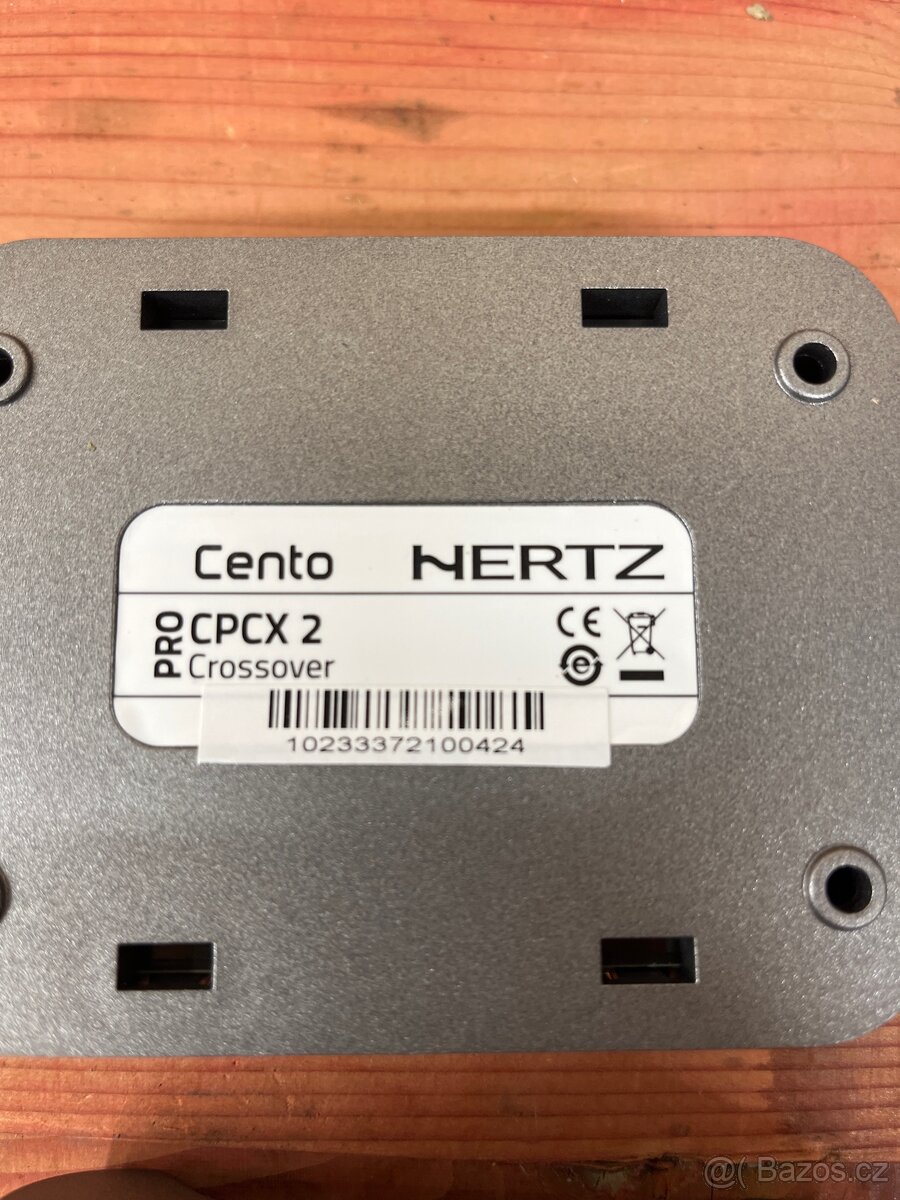 Cento HERTZ
PRO CPCX 2
Crossover
CE
e
10233372100424
@( Bazos.cz